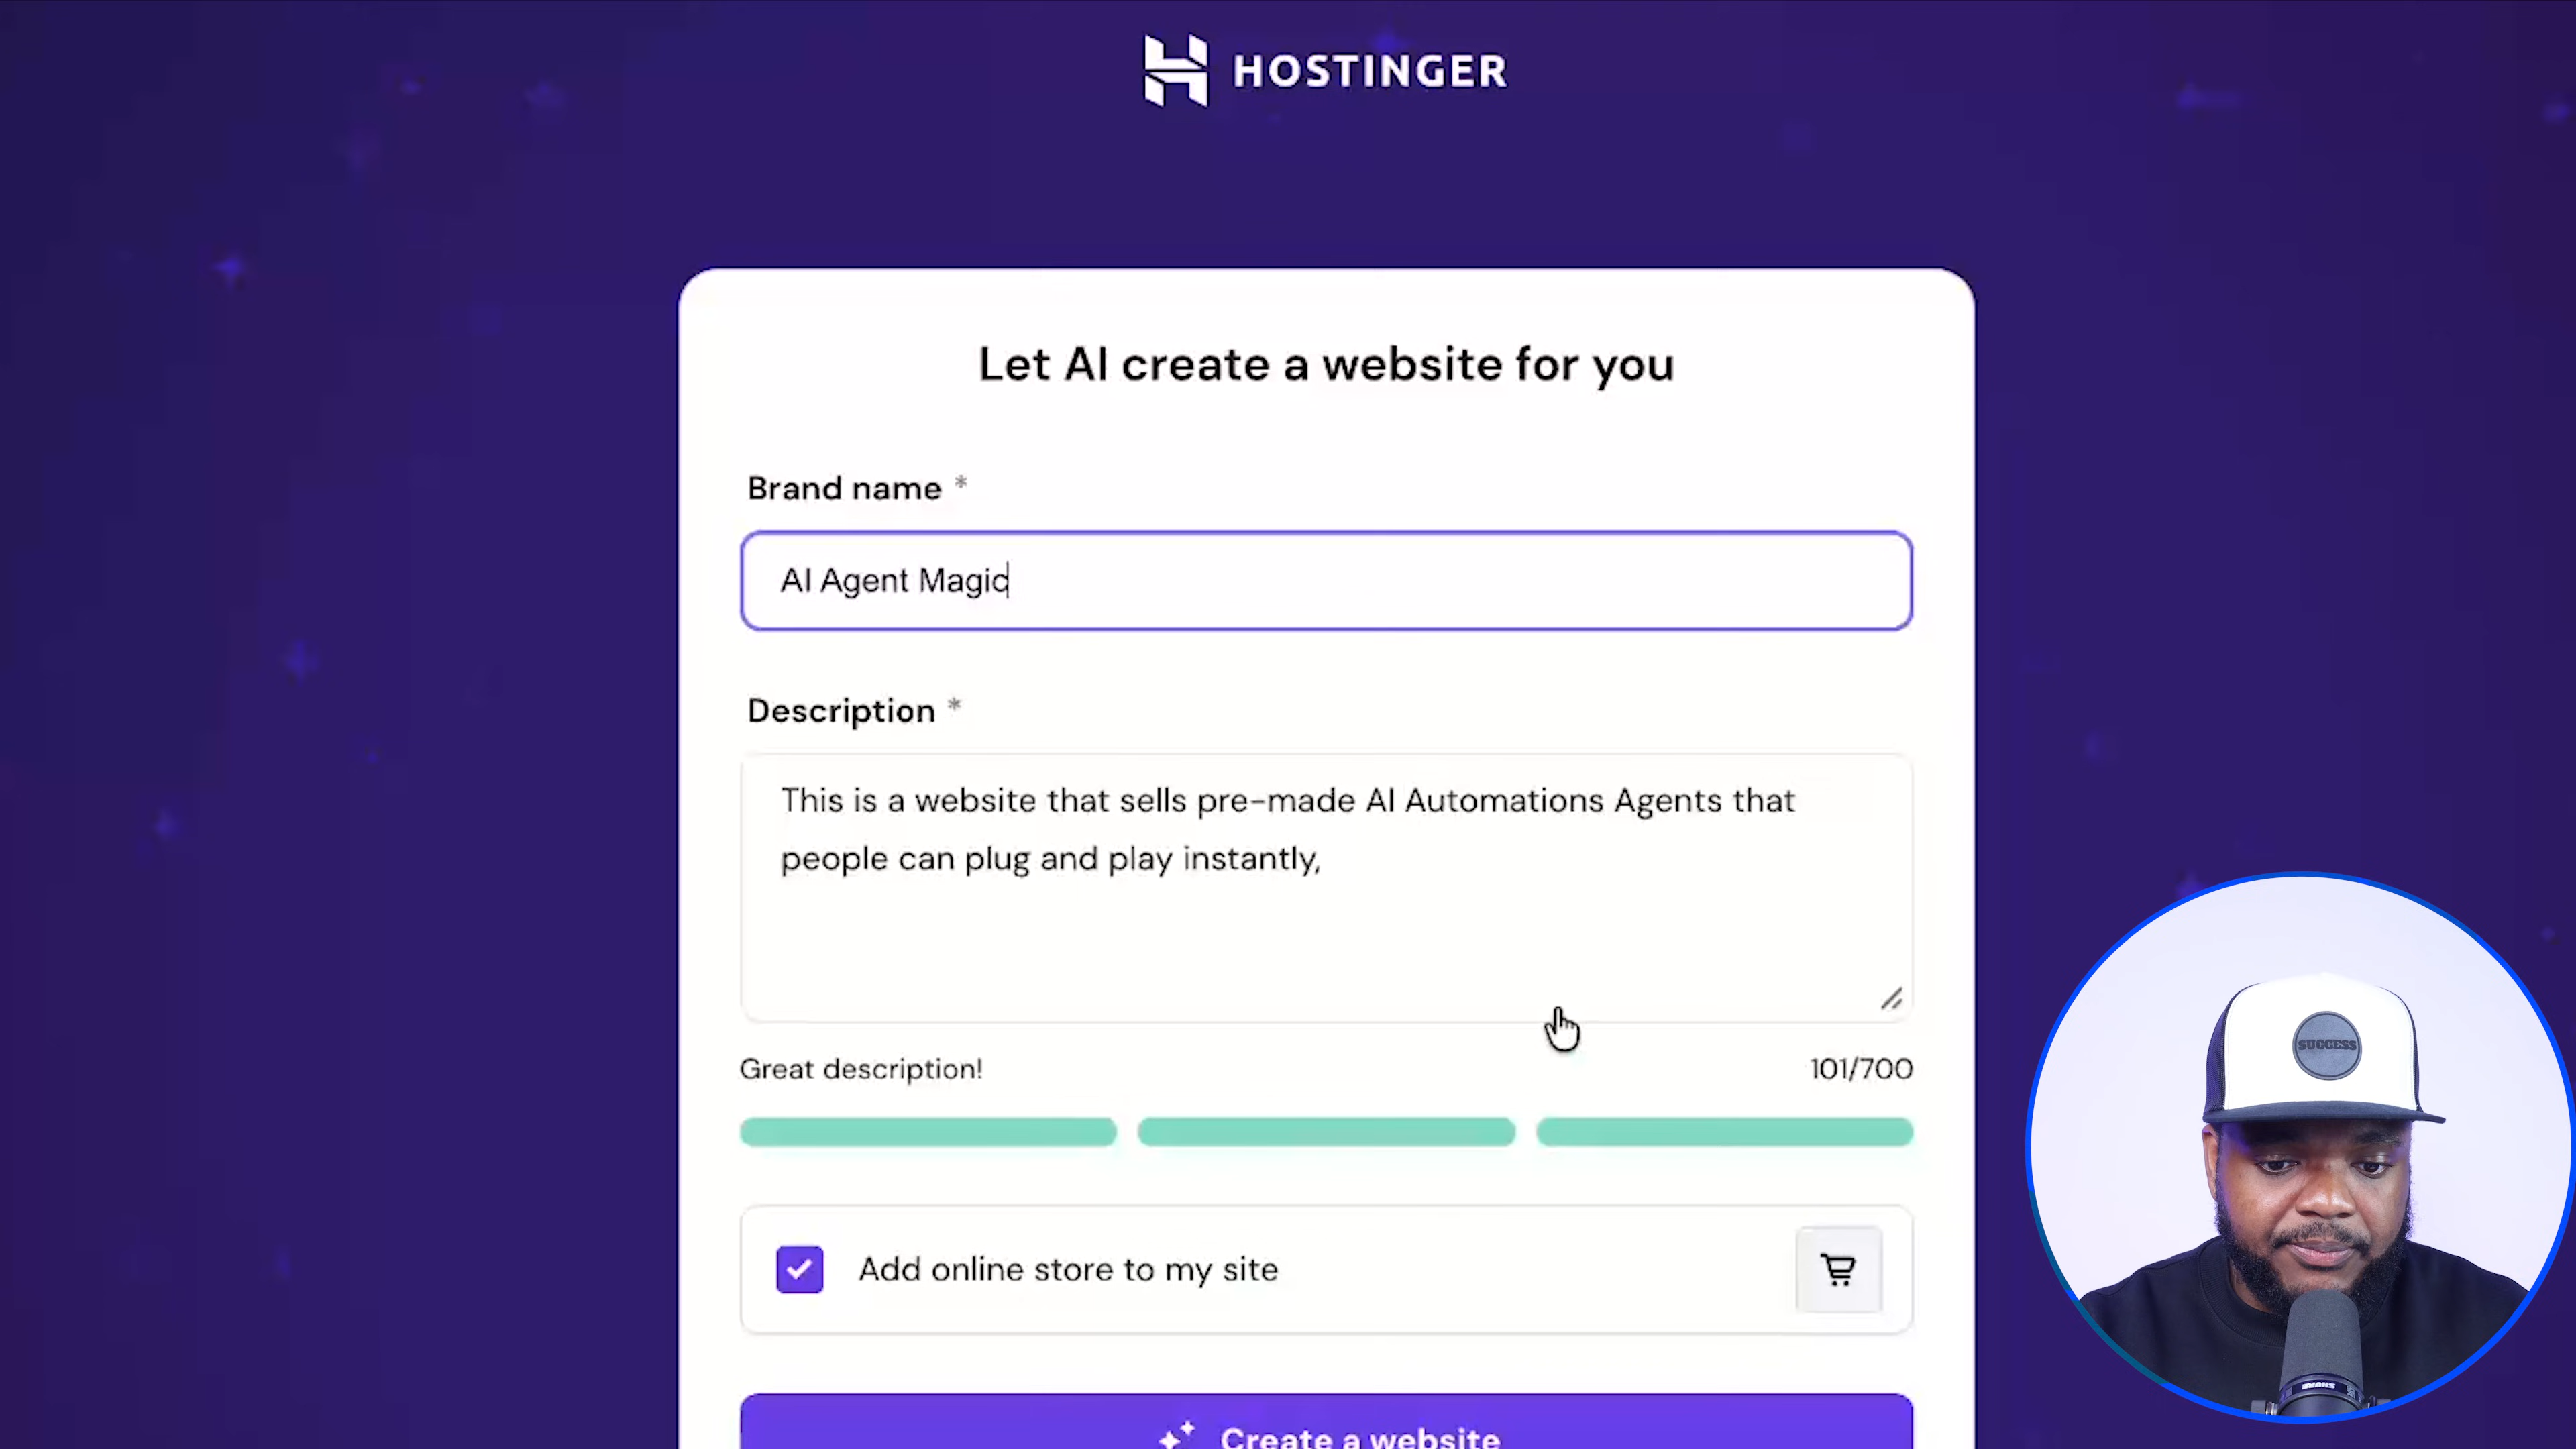 HOSTINGER
Let AI create a website for you
Brand name *
AI Agent Magic
Description *
This is a website that sells pre-made AI Automations Agents that
people can plug and play instantly,
Great description!
101/700
Add online store to my site
Create a website
SUCCESS
SHURE